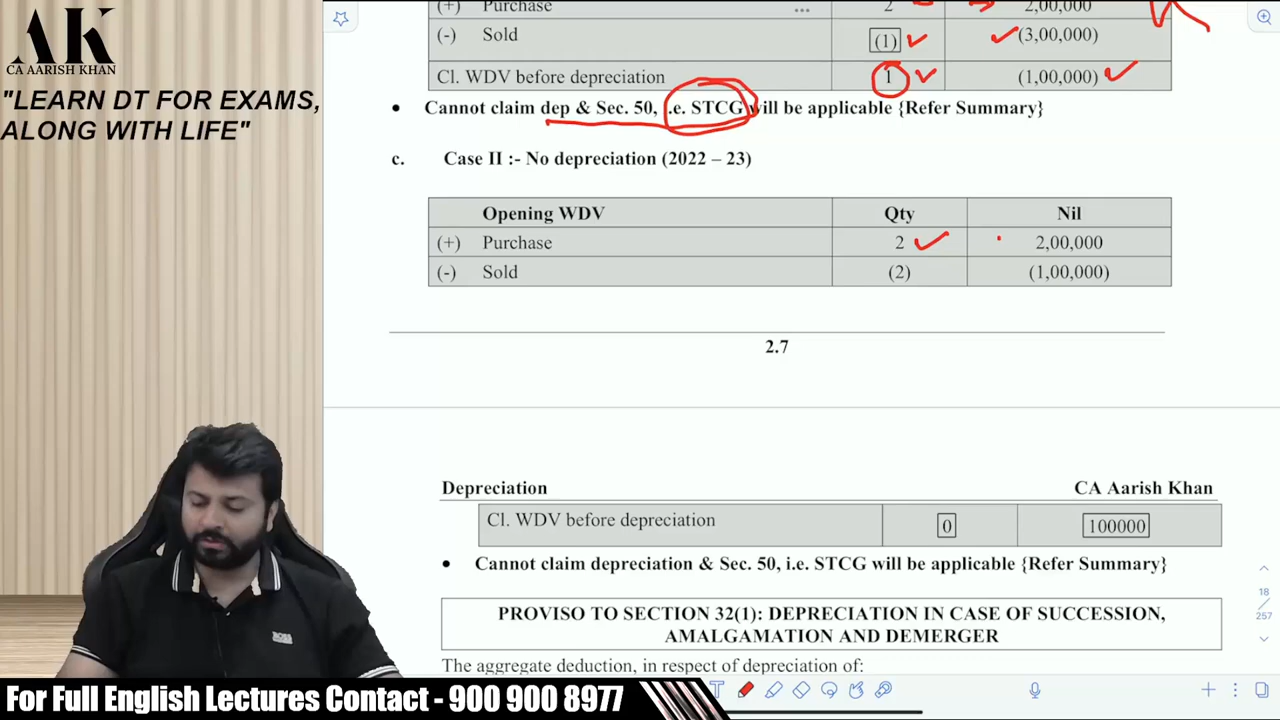 AK
CA AARISH KHAN
"LEARN DT FOR EXAMS,
ALONG WITH LIFE"
(+) Purchase ... 2 2,00,000
(-) Sold (1) (3,00,000)
Cl. WDV before depreciation 1 (1,00,000)
• Cannot claim dep & Sec. 50, i.e. STCG will be applicable {Refer Summary}
c. Case II :- No depreciation (2022 – 23)
Opening WDV Qty Nil
(+) Purchase 2 2,00,000
(-) Sold (2) (1,00,000)
2.7
Depreciation CA Aarish Khan
Cl. WDV before depreciation 0 100000
• Cannot claim depreciation & Sec. 50, i.e. STCG will be applicable {Refer Summary}
PROVISO TO SECTION 32(1): DEPRECIATION IN CASE OF SUCCESSION,
AMALGAMATION AND DEMERGER
The aggregate deduction, in respect of depreciation of:
18
257
BOSS
For Full English Lectures Contact - 900 900 8977